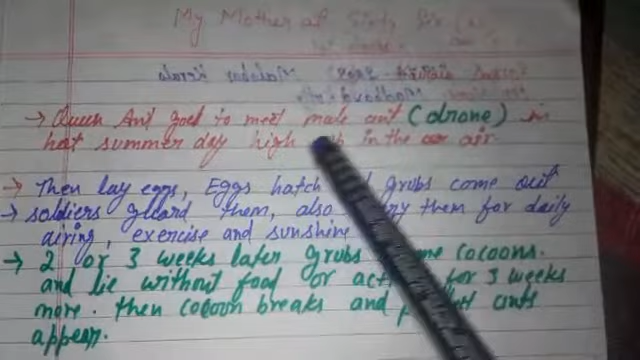 My Mother at Sixty Six
→ Queen Ant goes to meet male ant (drone) in
hot summer day high up in the air
→ Then lay eggs, Eggs hatch grubs come out
→ soldiers gUard them, also them for daily
airing, exercise and sunshine
→ 2 or 3 weeks later grubs cocoons.
and lie without food or for 3 weeks
more. then cocoon breaks and ants
appear.